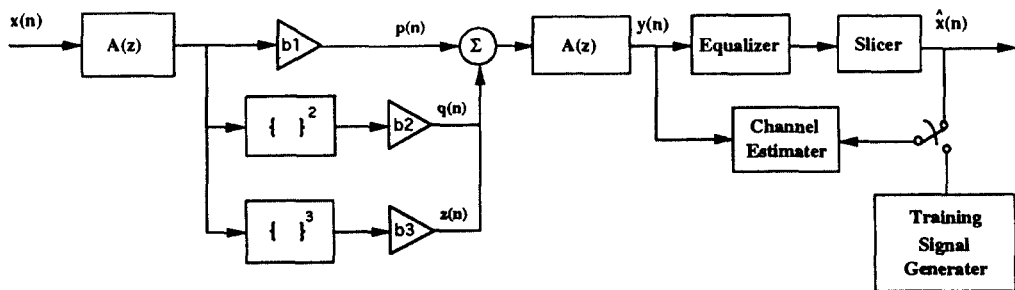 x(n)
A(z)
b1
p(n)
Σ
A(z)
y(n)
Equalizer
Slicer
x̂(n)
{ }²
b2
q(n)
Channel
Estimater
{ }³
b3
z(n)
Training
Signal
Generater